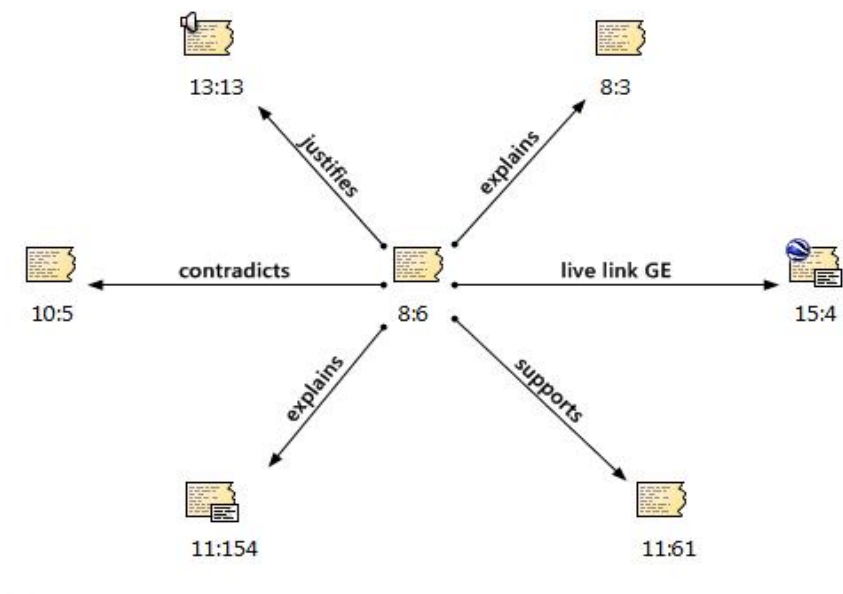 13:13
8:3
justifies
explains
contradicts
live link GE
10:5
8:6
15:4
explains
supports
11:154
11:61